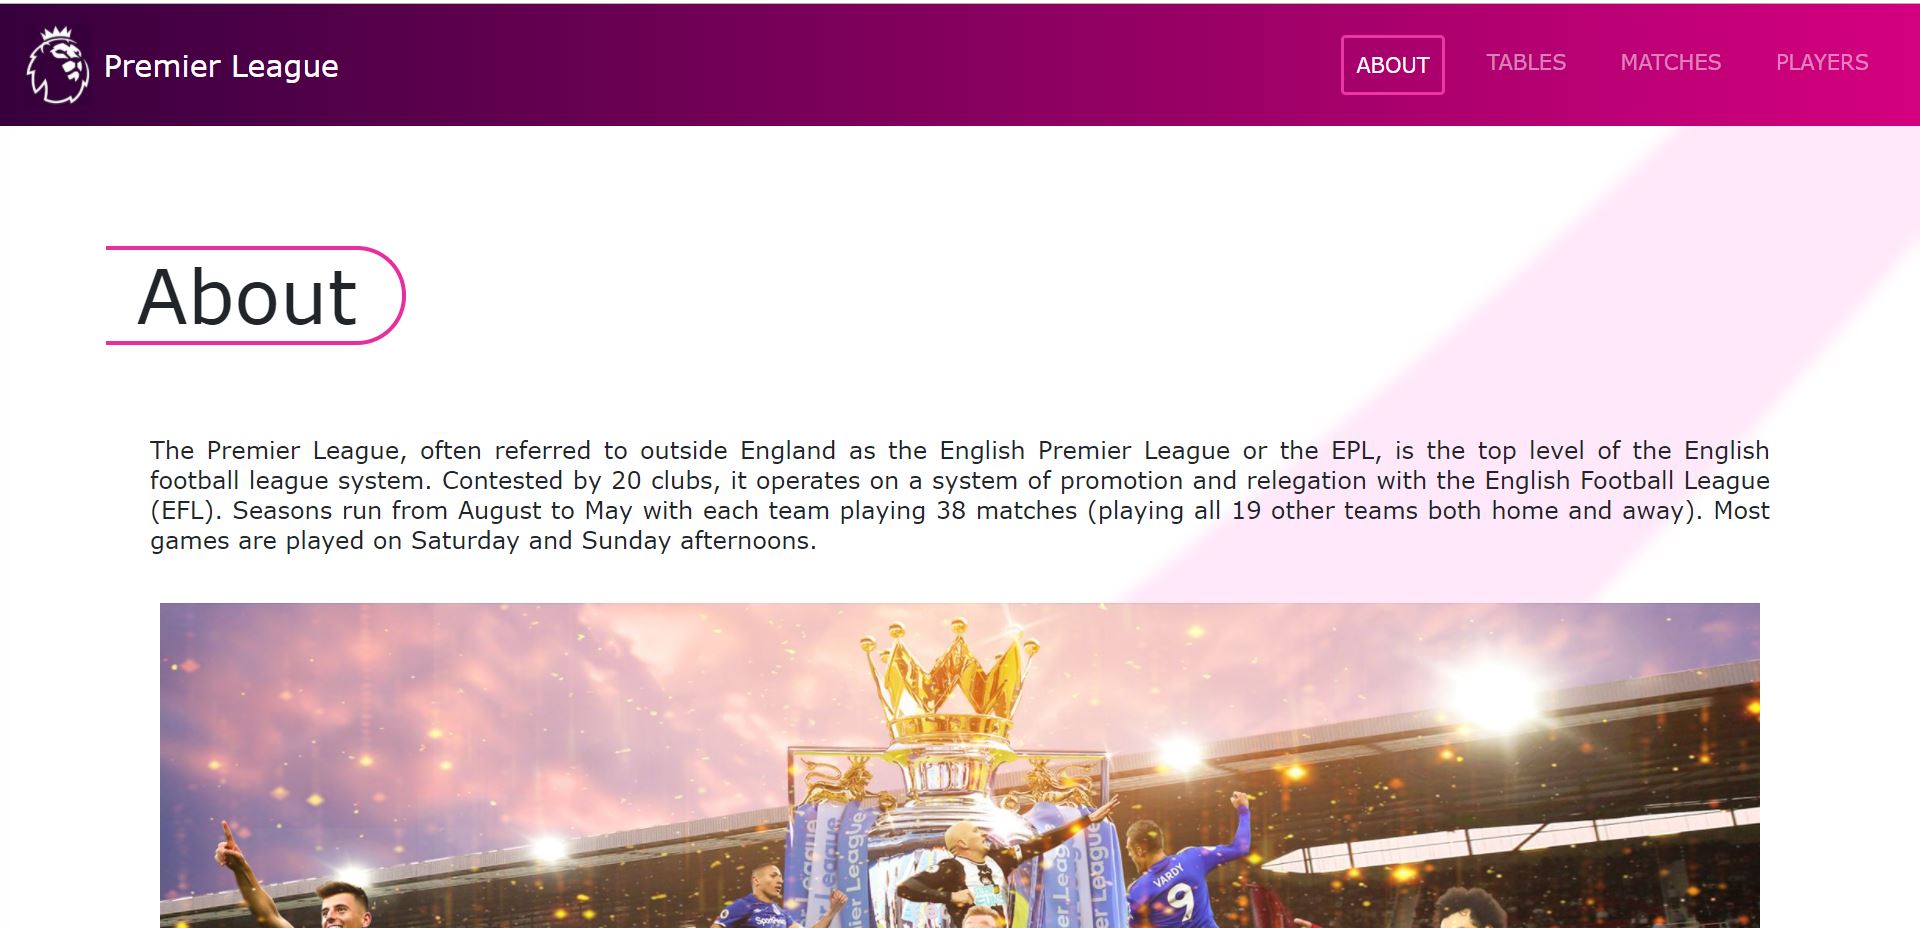 Premier League
ABOUT
TABLES
MATCHES
PLAYERS
About
The Premier League, often referred to outside England as the English Premier League or the EPL, is the top level of the English
football league system. Contested by 20 clubs, it operates on a system of promotion and relegation with the English Football League
(EFL). Seasons run from August to May with each team playing 38 matches (playing all 19 other teams both home and away). Most
games are played on Saturday and Sunday afternoons.
League
ier League
VARDY
9